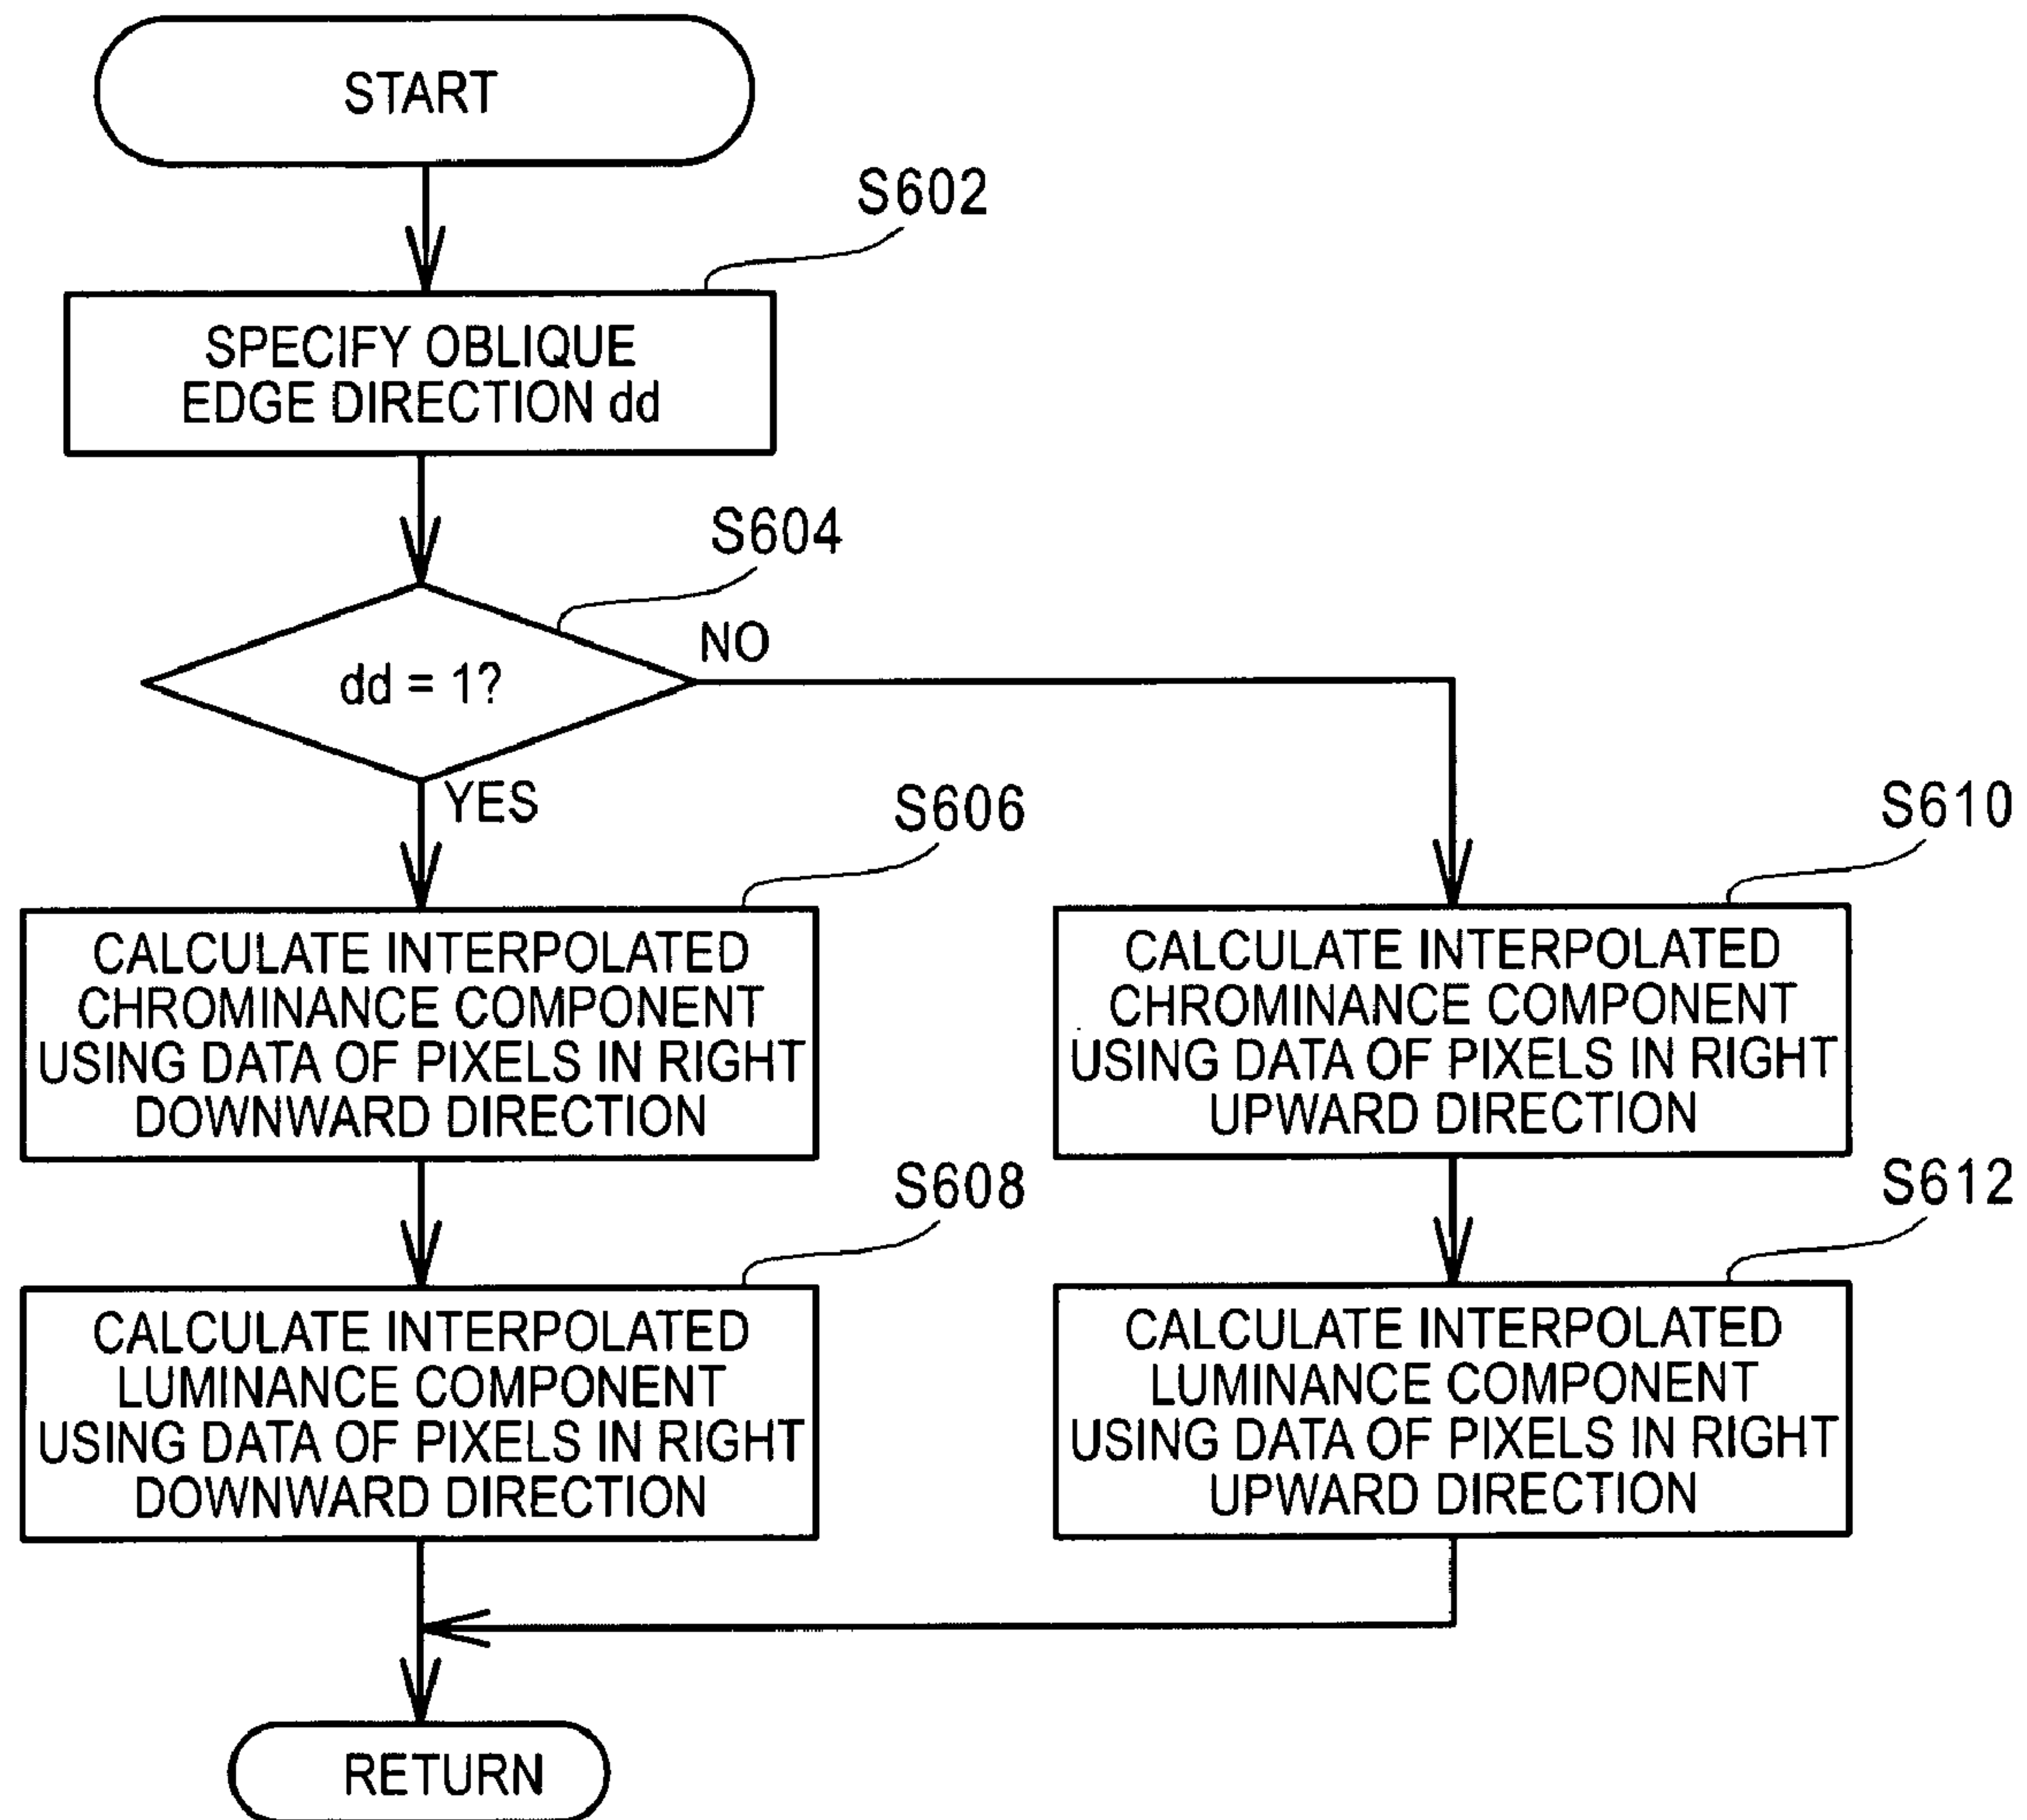 START
S602
SPECIFY OBLIQUE
EDGE DIRECTION dd
S604
dd = 1?
NO
YES
S606
CALCULATE INTERPOLATED
CHROMINANCE COMPONENT
USING DATA OF PIXELS IN RIGHT
DOWNWARD DIRECTION
S610
CALCULATE INTERPOLATED
CHROMINANCE COMPONENT
USING DATA OF PIXELS IN RIGHT
UPWARD DIRECTION
S608
CALCULATE INTERPOLATED
LUMINANCE COMPONENT
USING DATA OF PIXELS IN RIGHT
DOWNWARD DIRECTION
S612
CALCULATE INTERPOLATED
LUMINANCE COMPONENT
USING DATA OF PIXELS IN RIGHT
UPWARD DIRECTION
RETURN